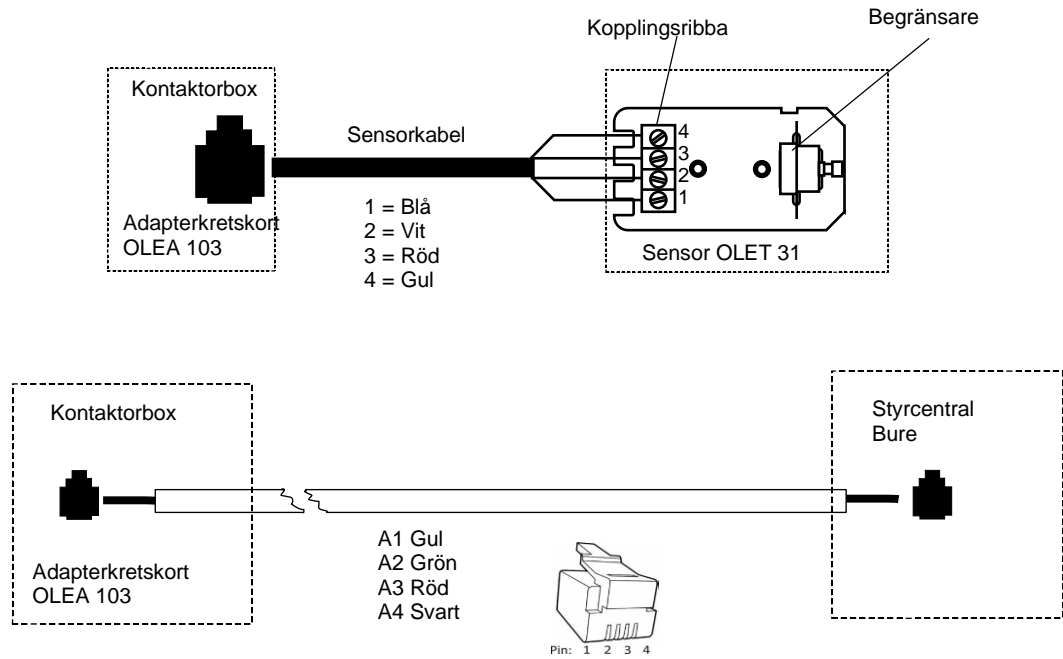 Begränsare
Kopplingsribba
Kontaktorbox
Sensorkabel
4
3
2
1
Adapterkretskort
OLEA 103
1 = Blå
2 = Vit
3 = Röd
4 = Gul
Sensor OLET 31
Kontaktorbox
Styrcentral
Bure
Adapterkretskort
OLEA 103
A1 Gul
A2 Grön
A3 Röd
A4 Svart
Pin: 1 2 3 4